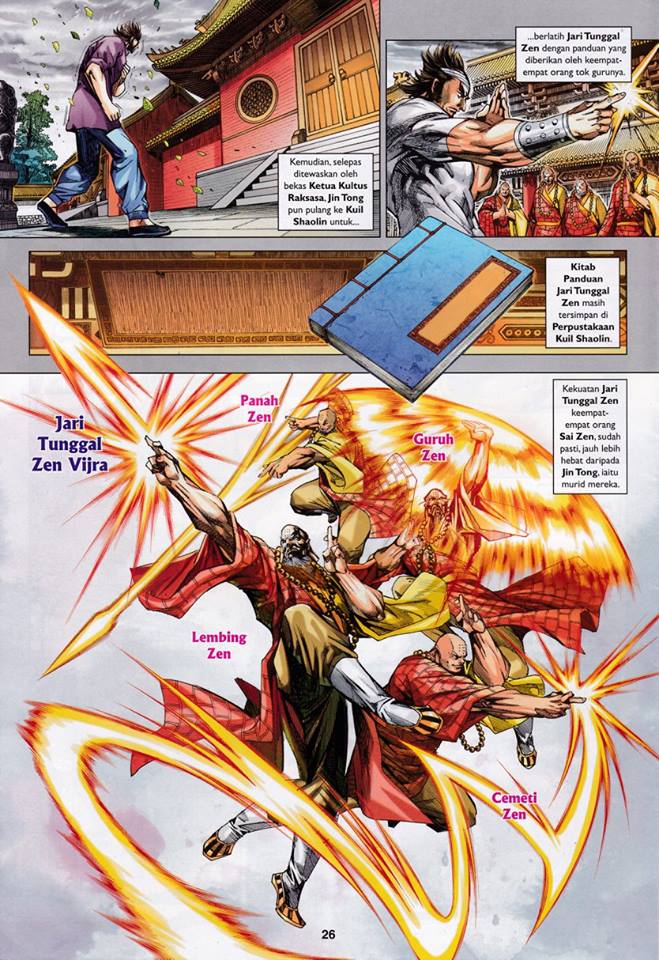 Kemudian, selepas
ditewaskan oleh
bekas Ketua Kultus
Raksasa, Jin Tong
pun pulang ke Kuil
Shaolin untuk...
...berlatih Jari Tunggal
Zen dengan panduan yang
diberikan oleh keempat-
empat orang tok gurunya.
Kitab
Panduan
Jari Tunggal
Zen masih
tersimpan di
Perpustakaan
Kuil Shaolin.
Kekuatan Jari
Tunggal Zen
keempat-
empat orang
Sai Zen, sudah
pasti, jauh lebih
hebat daripada
Jin Tong, iaitu
murid mereka.
Jari
Tunggal
Zen Vijra
Panah
Zen
Guruh
Zen
Lembing
Zen
Cemeti
Zen
26